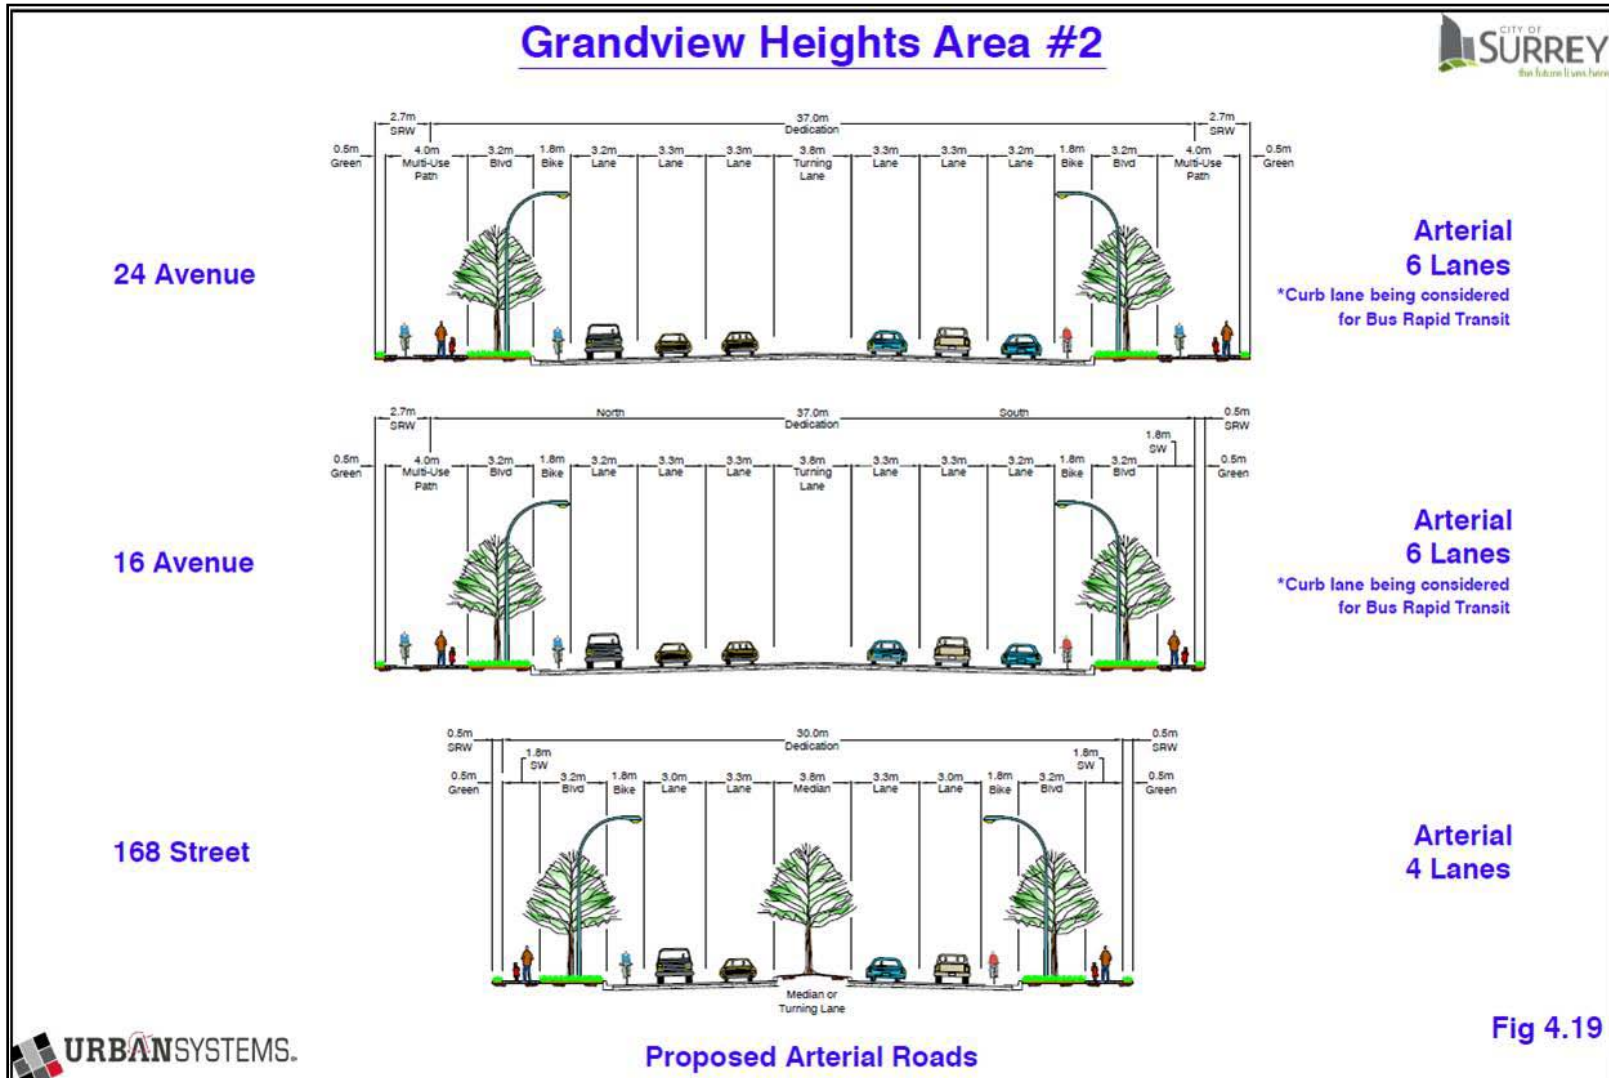 Grandview Heights Area #2
CITY OF
SURREY
the future lives here
2.7m
SRW
37.0m
Dedication
2.7m
SRW
0.5m
Green
4.0m
Multi-Use
Path
3.2m
Blvd
1.8m
Bike
3.2m
Lane
3.3m
Lane
3.3m
Lane
3.8m
Turning
Lane
3.3m
Lane
3.3m
Lane
3.2m
Lane
1.8m
Bike
3.2m
Blvd
4.0m
Multi-Use
Path
0.5m
Green
24 Avenue
Arterial
6 Lanes
*Curb lane being considered
for Bus Rapid Transit
2.7m
SRW
North
37.0m
Dedication
South
0.5m
SRW
1.8m
SW
0.5m
Green
4.0m
Multi-Use
Path
3.2m
Blvd
1.8m
Bike
3.2m
Lane
3.3m
Lane
3.3m
Lane
3.8m
Turning
Lane
3.3m
Lane
3.3m
Lane
3.2m
Lane
1.8m
Bike
3.2m
Blvd
0.5m
Green
16 Avenue
Arterial
6 Lanes
*Curb lane being considered
for Bus Rapid Transit
0.5m
SRW
30.0m
Dedication
0.5m
SRW
1.8m
SW
1.8m
SW
0.5m
Green
3.2m
Blvd
1.8m
Bike
3.0m
Lane
3.3m
Lane
3.8m
Median
3.3m
Lane
3.0m
Lane
1.8m
Bike
3.2m
Blvd
0.5m
Green
168 Street
Arterial
4 Lanes
Median or
Turning Lane
URBANSYSTEMS.
Proposed Arterial Roads
Fig 4.19